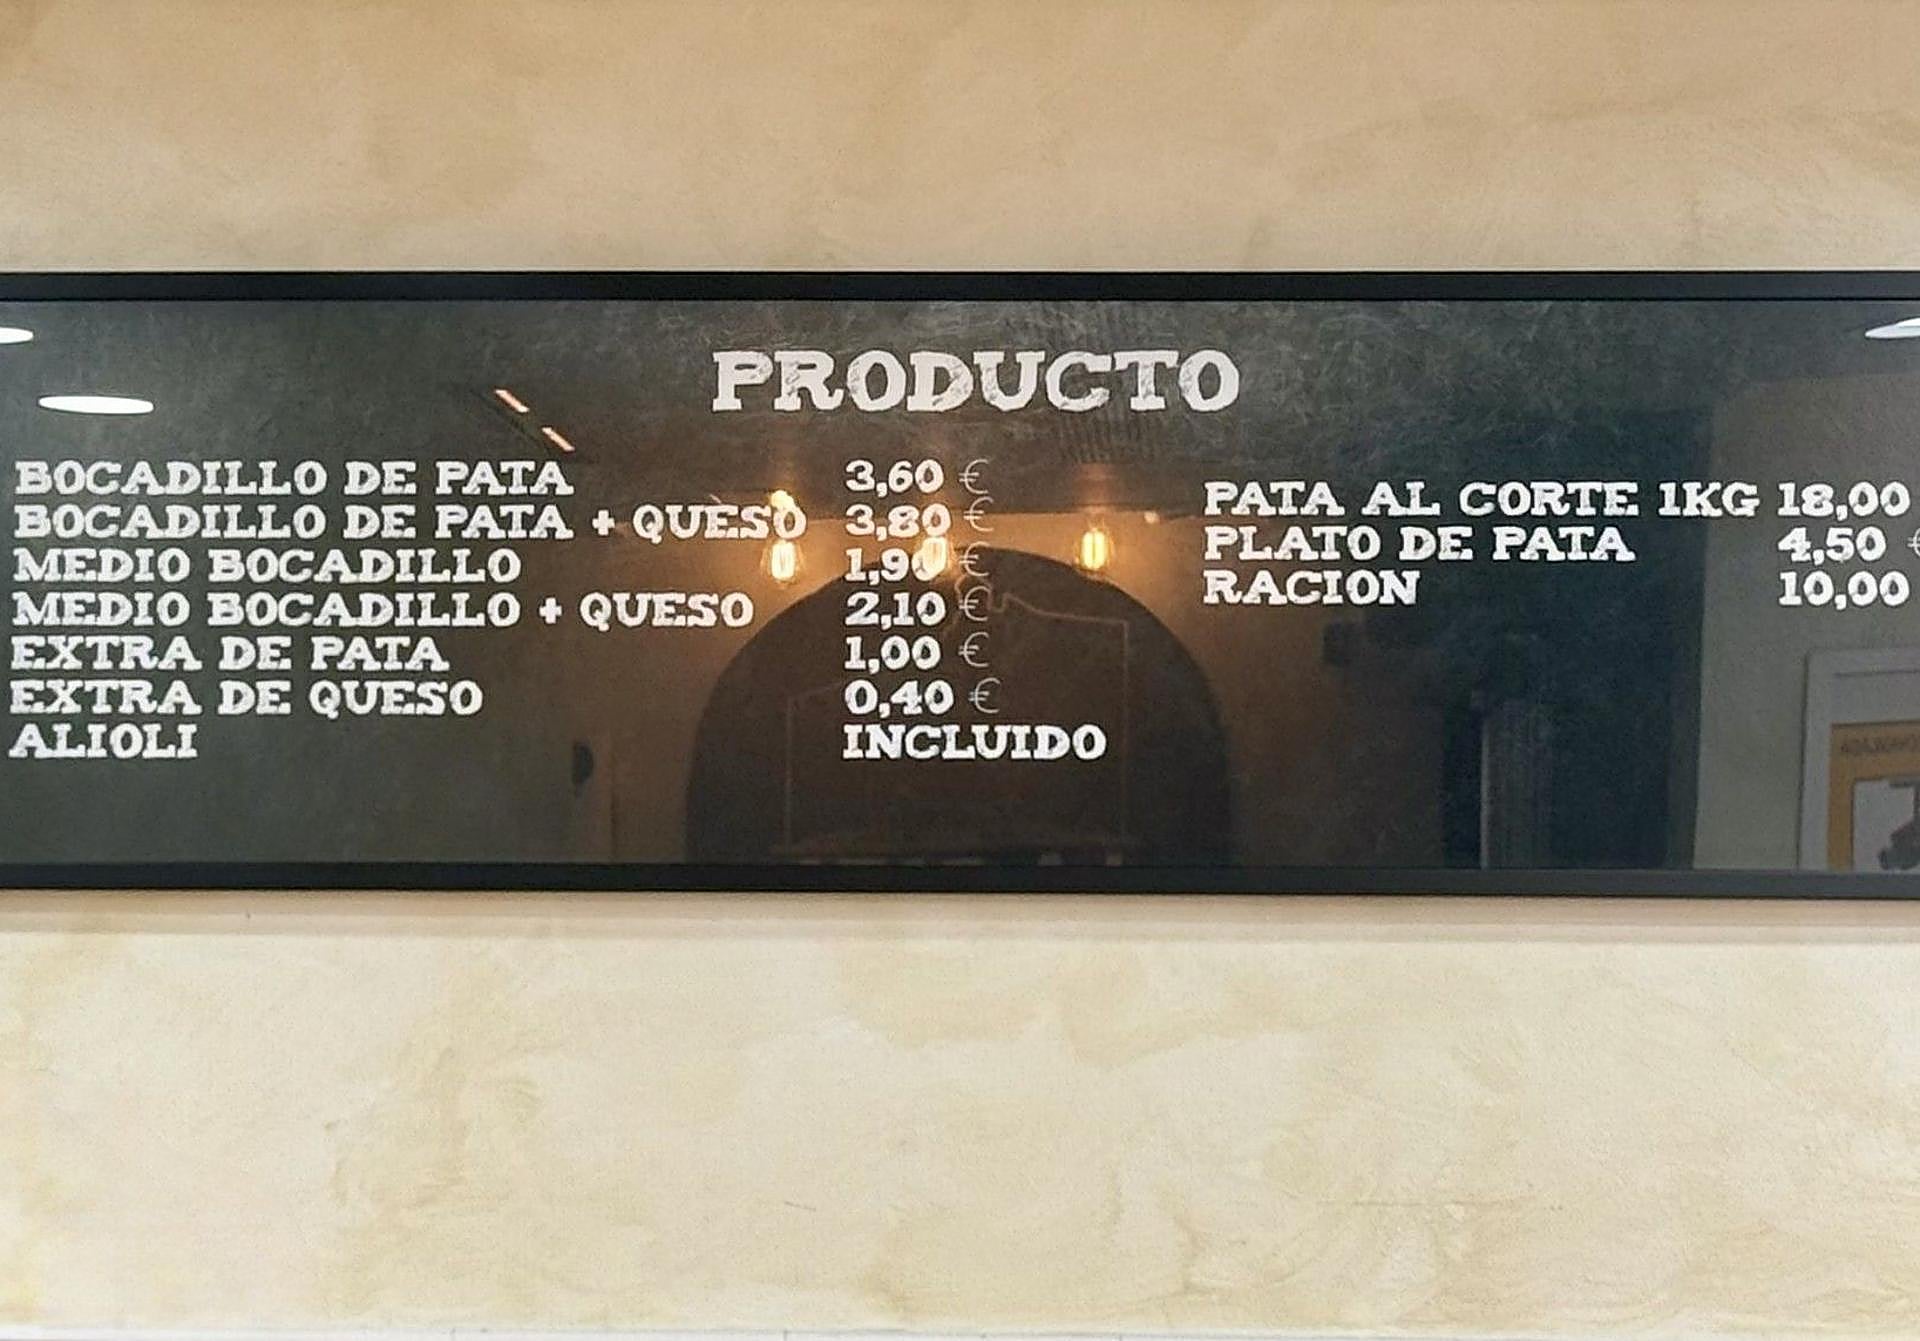 PRODUCTO
BOCADILLO DE PATA 3,60 €
BOCADILLO DE PATA + QUESO 3,80 €
MEDIO BOCADILLO 1,90 €
MEDIO BOCADILLO + QUESO 2,10 €
EXTRA DE PATA 1,00 €
EXTRA DE QUESO 0,40 €
ALIOLI INCLUIDO
PATA AL CORTE 1KG 18,00
PLATO DE PATA 4,50 €
RACION 10,00